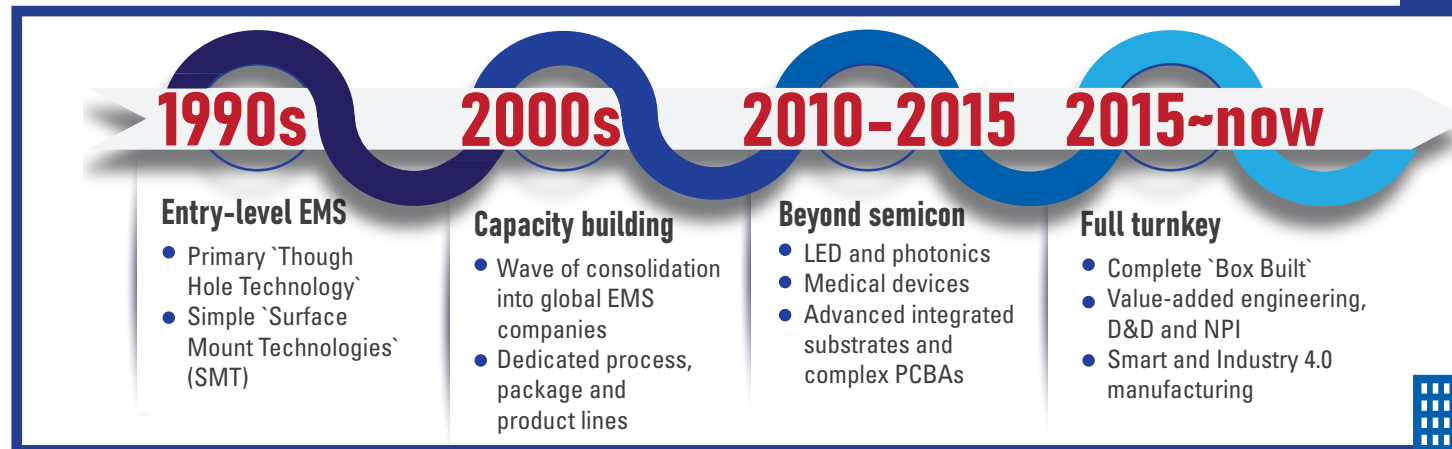 1990s
Entry-level EMS
Primary `Though
Hole Technology`
Simple `Surface
Mount Technologies`
(SMT)
2000s
Capacity building
Wave of consolidation
into global EMS
companies
Dedicated process,
package and
product lines
2010-2015
Beyond semicon
LED and photonics
Medical devices
Advanced integrated
substrates and
complex PCBAs
2015~now
Full turnkey
Complete `Box Built`
Value-added engineering,
D&D and NPI
Smart and Industry 4.0
manufacturing